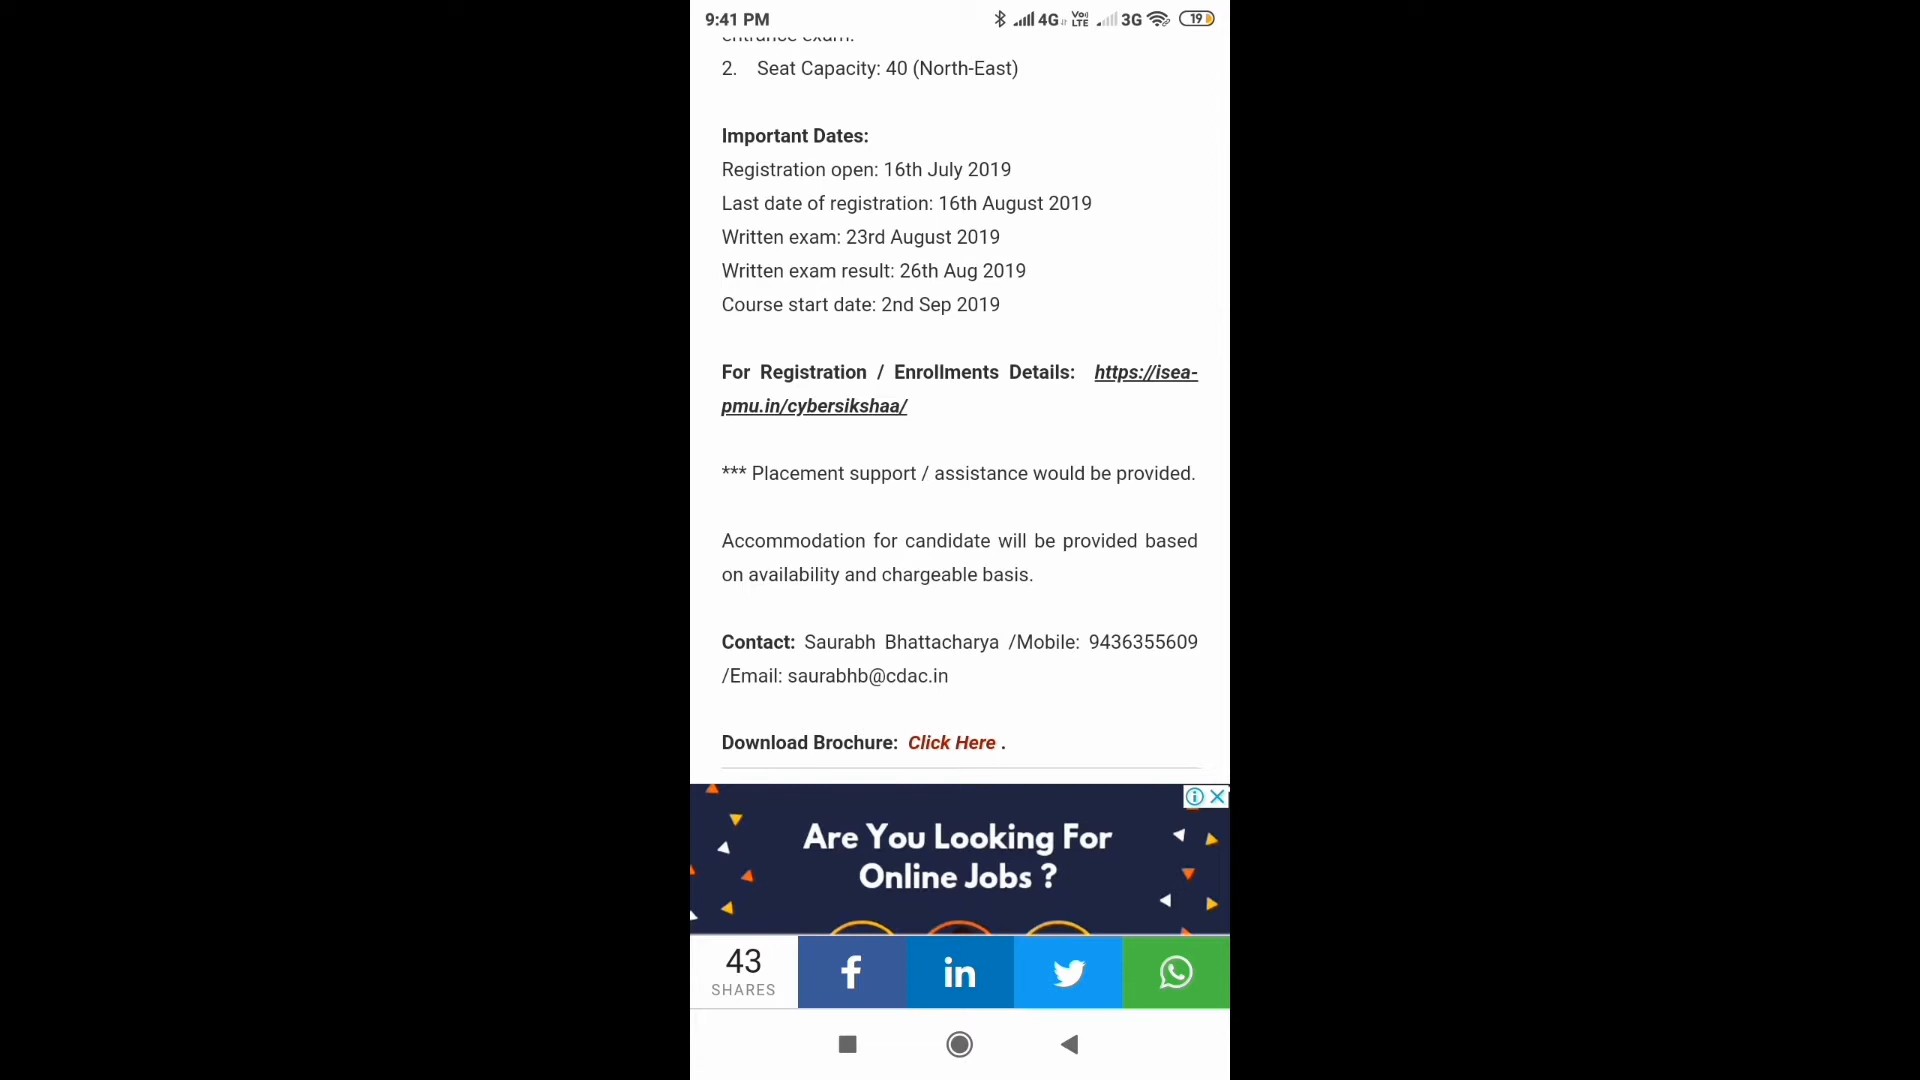 9:41 PM 4G Vo)) LTE 3G 19
entrance exam.
2. Seat Capacity: 40 (North-East)
Important Dates:
Registration open: 16th July 2019
Last date of registration: 16th August 2019
Written exam: 23rd August 2019
Written exam result: 26th Aug 2019
Course start date: 2nd Sep 2019
For Registration / Enrollments Details: https://isea-
pmu.in/cybersikshaa/
*** Placement support / assistance would be provided.
Accommodation for candidate will be provided based
on availability and chargeable basis.
Contact: Saurabh Bhattacharya /Mobile: 9436355609
/Email: saurabhb@cdac.in
Download Brochure: Click Here .
Are You Looking For
Online Jobs ?
43
SHARES